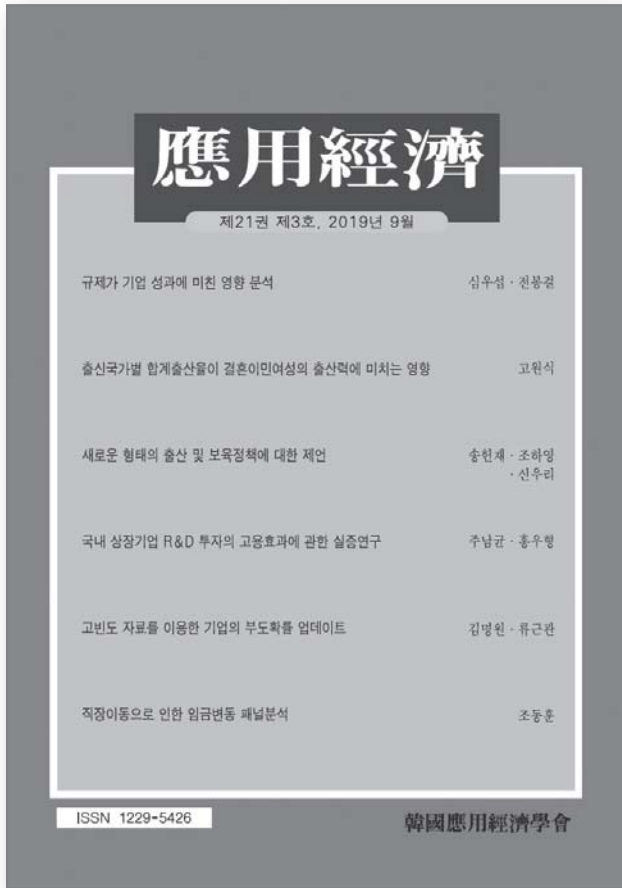 應用經濟
제21권 제3호, 2019년 9월
규제가 기업 성과에 미친 영향 분석 심우섭 · 전봉걸
출신국가별 합계출산율이 결혼이민여성의 출산력에 미치는 영향 고원식
새로운 형태의 출산 및 보육정책에 대한 제언 송헌재 · 조하영
· 신우리
국내 상장기업 R&D 투자의 고용효과에 관한 실증연구 주남균 · 홍우형
고빈도 자료를 이용한 기업의 부도확률 업데이트 김명원 · 류근관
직장이동으로 인한 임금변동 패널분석 조동훈
ISSN 1229-5426
韓國應用經濟學會